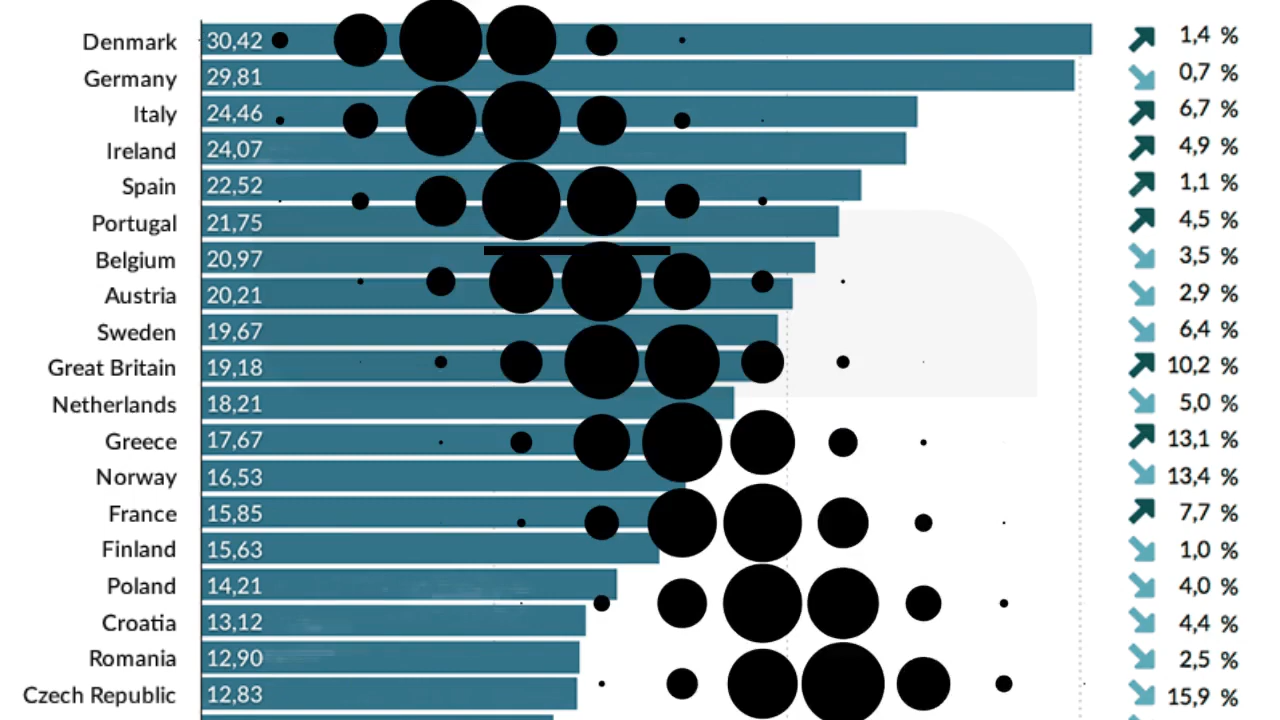 Denmark 30,42 1,4 %
Germany 29,81 0,7 %
Italy 24,46 6,7 %
Ireland 24,07 4,9 %
Spain 22,52 1,1 %
Portugal 21,75 4,5 %
Belgium 20,97 3,5 %
Austria 20,21 2,9 %
Sweden 19,67 6,4 %
Great Britain 19,18 10,2 %
Netherlands 18,21 5,0 %
Greece 17,67 13,1 %
Norway 16,53 13,4 %
France 15,85 7,7 %
Finland 15,63 1,0 %
Poland 14,21 4,0 %
Croatia 13,12 4,4 %
Romania 12,90 2,5 %
Czech Republic 12,83 15,9 %